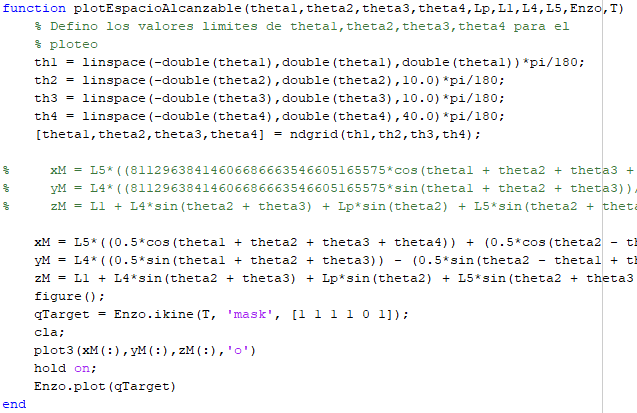 function plotEspacioAlcanzable(theta1,theta2,theta3,theta4,Lp,L1,L4,L5,Enzo,T)
% Defino los valores limites de theta1,theta2,theta3,theta4 para el
% ploteo
th1 = linspace(-double(theta1),double(theta1),double(theta1))*pi/180;
th2 = linspace(-double(theta2),double(theta2),10.0)*pi/180;
th3 = linspace(-double(theta3),double(theta3),10.0)*pi/180;
th4 = linspace(-double(theta4),double(theta4),40.0)*pi/180;
[theta1,theta2,theta3,theta4] = ndgrid(th1,th2,th3,th4);
% xM = L5*((81129638414606686663546605165575*cos(theta1 + theta2 + theta3 +
% yM = L4*((81129638414606686663546605165575*sin(theta1 + theta2 + theta3))/
% zM = L1 + L4*sin(theta2 + theta3) + Lp*sin(theta2) + L5*sin(theta2 + theta
xM = L5*((0.5*cos(theta1 + theta2 + theta3 + theta4)) + (0.5*cos(theta2 - th
yM = L4*((0.5*sin(theta1 + theta2 + theta3)) - (0.5*sin(theta2 - theta1 + th
zM = L1 + L4*sin(theta2 + theta3) + Lp*sin(theta2) + L5*sin(theta2 + theta3
figure();
qTarget = Enzo.ikine(T, 'mask', [1 1 1 1 0 1]);
cla;
plot3(xM(:),yM(:),zM(:),'o')
hold on;
Enzo.plot(qTarget)
end